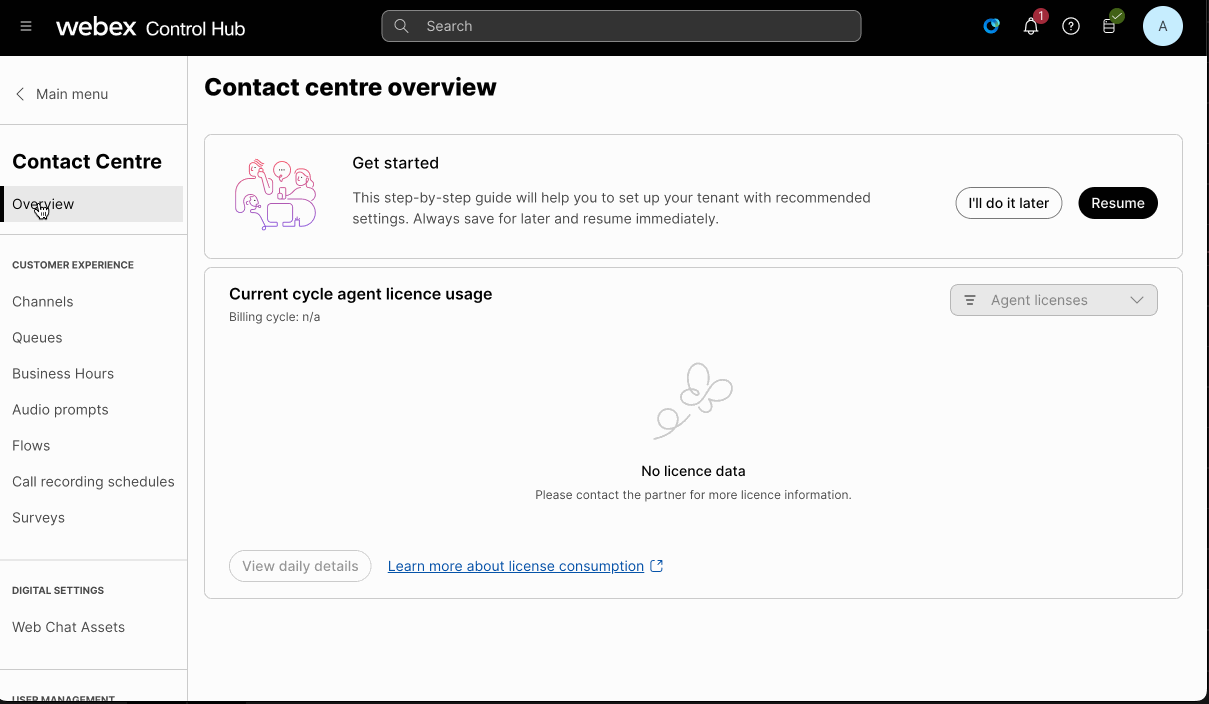 webex Control Hub
Search
1
A
Main menu
Contact Centre
Overview
CUSTOMER EXPERIENCE
Channels
Queues
Business Hours
Audio prompts
Flows
Call recording schedules
Surveys
DIGITAL SETTINGS
Web Chat Assets
USER MANAGEMENT
Contact centre overview
Get started
This step-by-step guide will help you to set up your tenant with recommended
settings. Always save for later and resume immediately.
I'll do it later
Resume
Current cycle agent licence usage
Billing cycle: n/a
Agent licenses
No licence data
Please contact the partner for more licence information.
View daily details
Learn more about license consumption